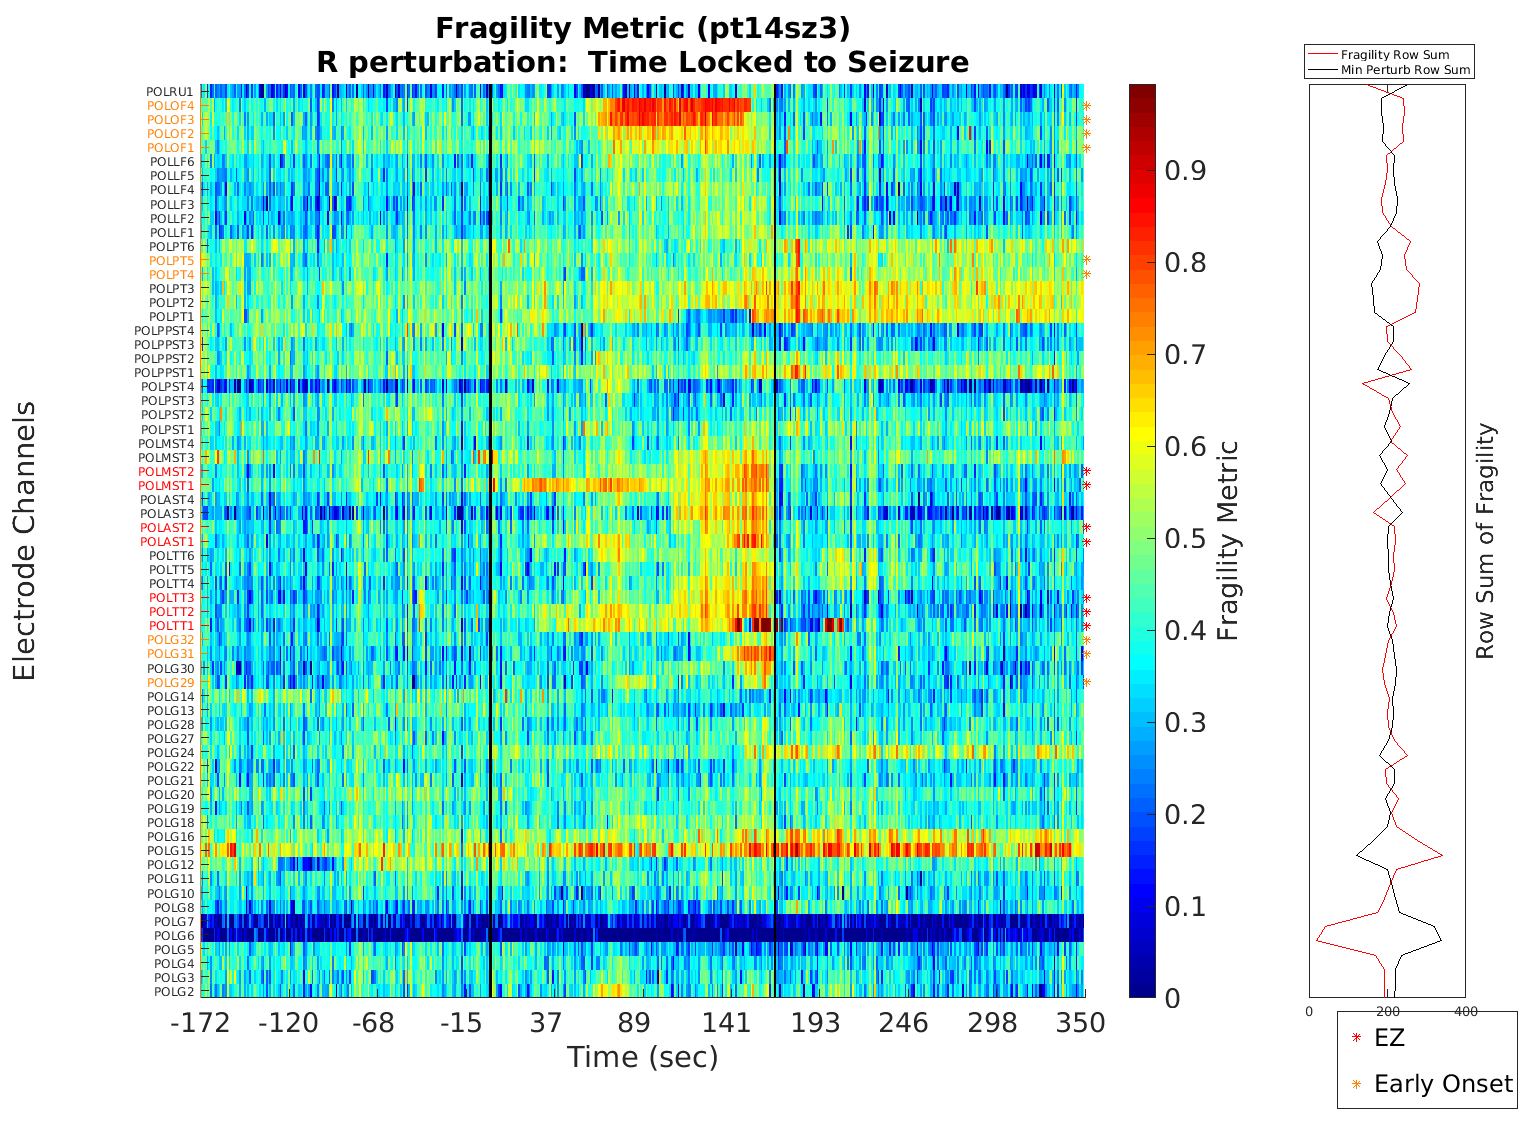 Fragility Metric (pt14sz3)
R perturbation:  Time Locked to Seizure
Fragility Row Sum
Min Perturb Row Sum
Electrode Channels
POLRU1
POLOF4
POLOF3
POLOF2
POLOF1
POLLF6
POLLF5
POLLF4
POLLF3
POLLF2
POLLF1
POLPT6
POLPT5
POLPT4
POLPT3
POLPT2
POLPT1
POLPPST4
POLPPST3
POLPPST2
POLPPST1
POLPST4
POLPST3
POLPST2
POLPST1
POLMST4
POLMST3
POLMST2
POLMST1
POLAST4
POLAST3
POLAST2
POLAST1
POLTT6
POLTT5
POLTT4
POLTT3
POLTT2
POLTT1
POLG32
POLG31
POLG30
POLG29
POLG14
POLG13
POLG28
POLG27
POLG24
POLG22
POLG21
POLG20
POLG19
POLG18
POLG16
POLG15
POLG12
POLG11
POLG10
POLG8
POLG7
POLG6
POLG5
POLG4
POLG3
POLG2
-172 -120 -68 -15 37 89 141 193 246 298 350
Time (sec)
0.9
0.8
0.7
0.6
0.5
0.4
0.3
0.2
0.1
0
Fragility Metric
0 200 400
Row Sum of Fragility
EZ
Early Onset